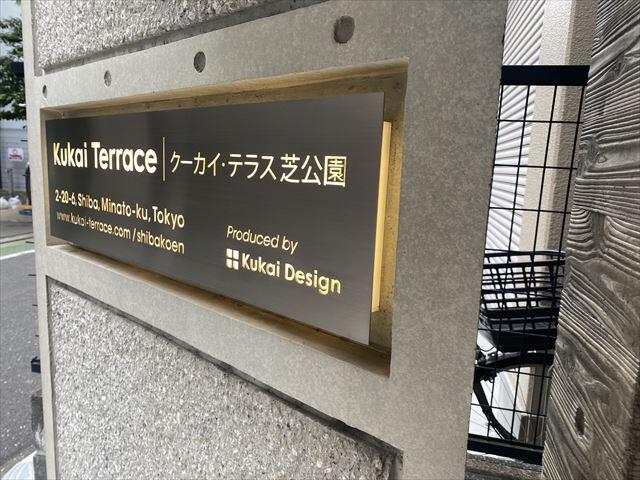 Kukai Terrace | クーカイ・テラス 芝公園
2-20-6, Shiba, Minato-ku, Tokyo
www.kukai-terrace.com/shibakoen
Produced by
Kukai Design